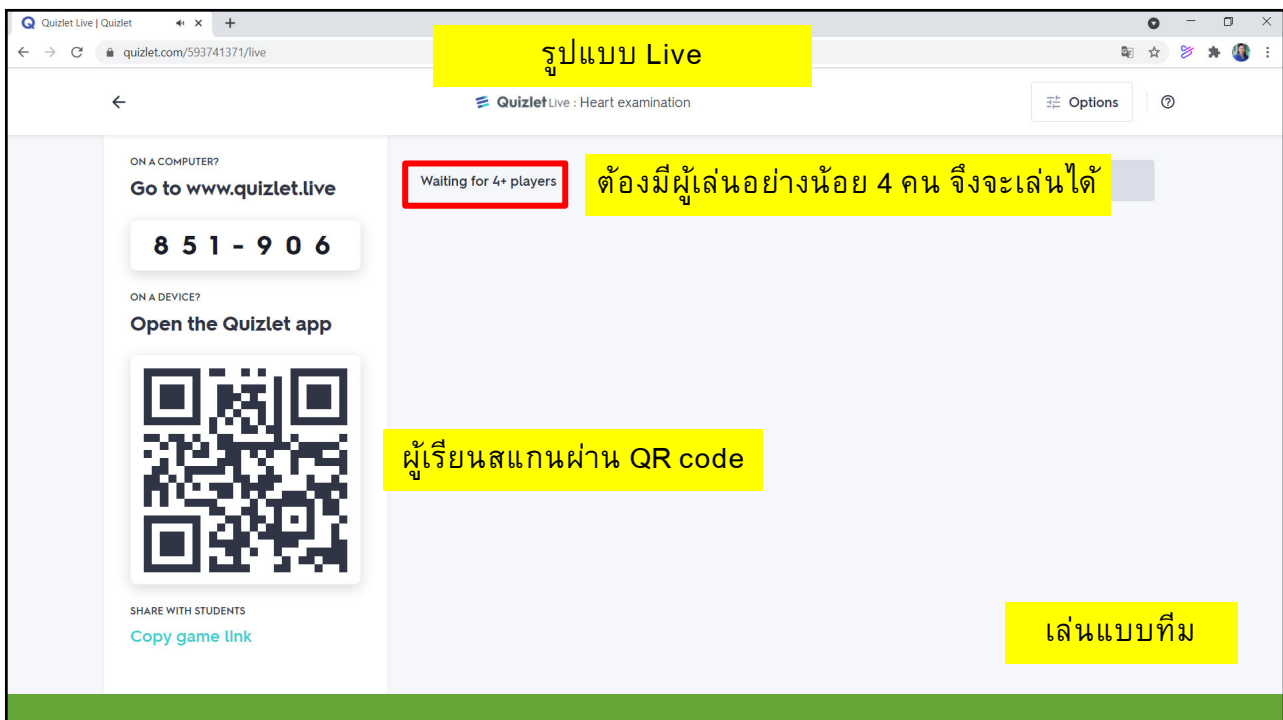 Quizlet Live | Quizlet
quizlet.com/593741371/live
รูปแบบ Live
Quizlet Live : Heart examination
Options
ON A COMPUTER?
Go to www.quizlet.live
851-906
Waiting for 4+ players
ต้องมีผู้เล่นอย่างน้อย 4 คน จึงจะเล่นได้
ON A DEVICE?
Open the Quizlet app
ผู้เรียนสแกนผ่าน QR code
SHARE WITH STUDENTS
Copy game link
เล่นแบบทีม